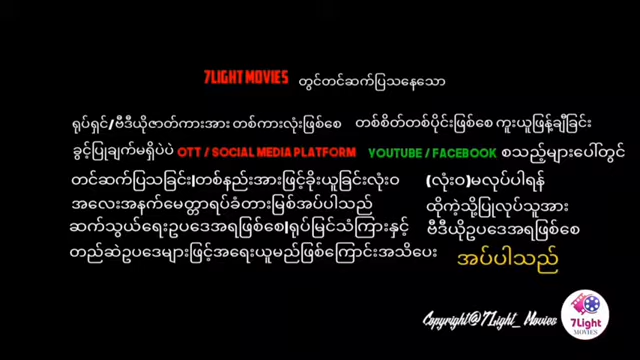 7LIGHT MOVIES တွင်တင်ဆက်ပြသနေသော
ရုပ်ရှင်/ဗီဒီယိုဇာတ်ကားအား တစ်ကားလုံးဖြစ်စေ တစ်စိတ်တစ်ပိုင်းဖြစ်စေ ကူးယူဖြန့်ချီခြင်း
ခွင့်ပြုချက်မရှိပဲပဲ OTT / SOCIAL MEDIA PLATFORM YOUTUBE / FACEBOOK စသည့်များပေါ်တွင်
တင်ဆက်ပြသခြင်း၊တစ်နည်းအားဖြင့်ခိုးယူခြင်းလုံးဝ (လုံးဝ)မလုပ်ပါရန်
အလေးအနက်မေတ္တာရပ်ခံတားမြစ်အပ်ပါသည် ထိုကဲ့သို့ပြုလုပ်သူအား
ဆက်သွယ်ရေးဥပဒေအရဖြစ်စေ၊ရုပ်မြင်သံကြားနှင့် ဗီဒီယိုဥပဒေအရဖြစ်စေ
တည်ဆဲဥပဒေများဖြင့်အရေးယူမည်ဖြစ်ကြောင်းအသိပေး အပ်ပါသည်
Copyright@7Light_ Movies
7Light
MOVIES